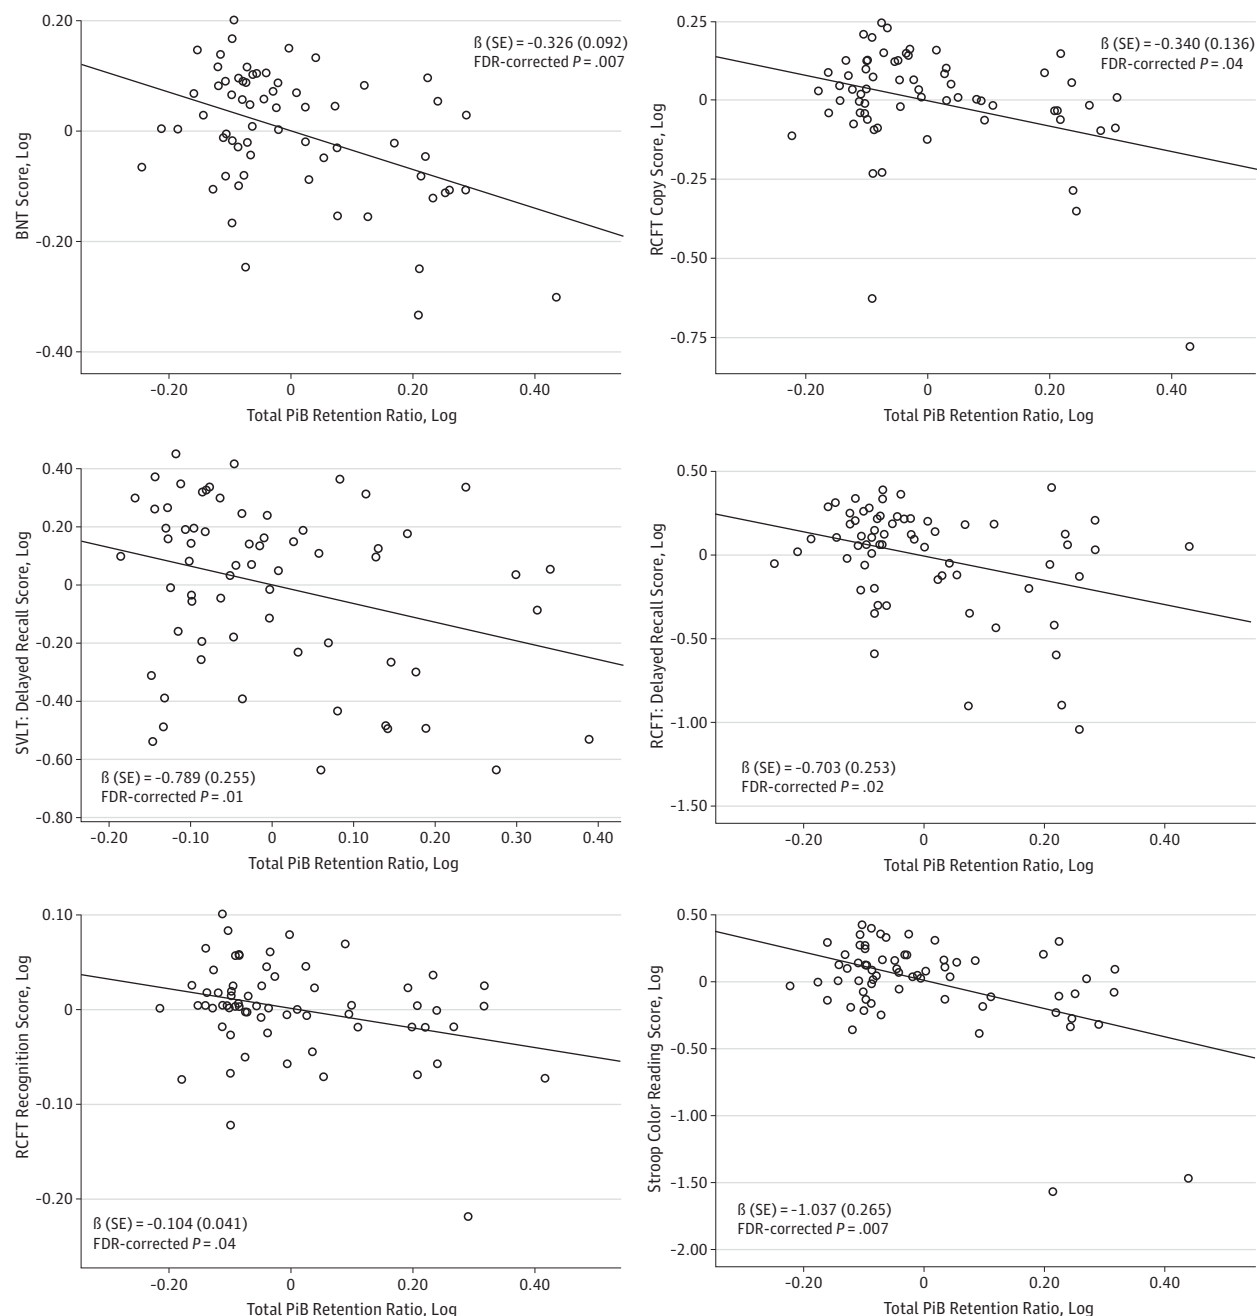 0.20
0
-0.20
-0.40
BNT Score, Log
ß (SE) = -0.326 (0.092)
FDR-corrected P = .007
-0.20
0
0.20
0.40
Total PiB Retention Ratio, Log
0.25
0
-0.25
-0.50
-0.75
RCFT Copy Score, Log
ß (SE) = -0.340 (0.136)
FDR-corrected P = .04
-0.20
0
0.20
0.40
Total PiB Retention Ratio, Log
0.40
0.20
0
-0.20
-0.40
-0.60
-0.80
SVLT: Delayed Recall Score, Log
ß (SE) = -0.789 (0.255)
FDR-corrected P = .01
-0.20
-0.10
0
0.10
0.20
0.30
0.40
Total PiB Retention Ratio, Log
0.50
0
-0.50
-1.00
-1.50
RCFT: Delayed Recall Score, Log
ß (SE) = -0.703 (0.253)
FDR-corrected P = .02
-0.20
0
0.20
0.40
Total PiB Retention Ratio, Log
0.10
0
-0.10
-0.20
RCFT Recognition Score, Log
ß (SE) = -0.104 (0.041)
FDR-corrected P = .04
-0.20
0
0.20
0.40
Total PiB Retention Ratio, Log
0.50
0
-0.50
-1.00
-1.50
-2.00
Stroop Color Reading Score, Log
ß (SE) = -1.037 (0.265)
FDR-corrected P = .007
-0.20
0
0.20
0.40
Total PiB Retention Ratio, Log